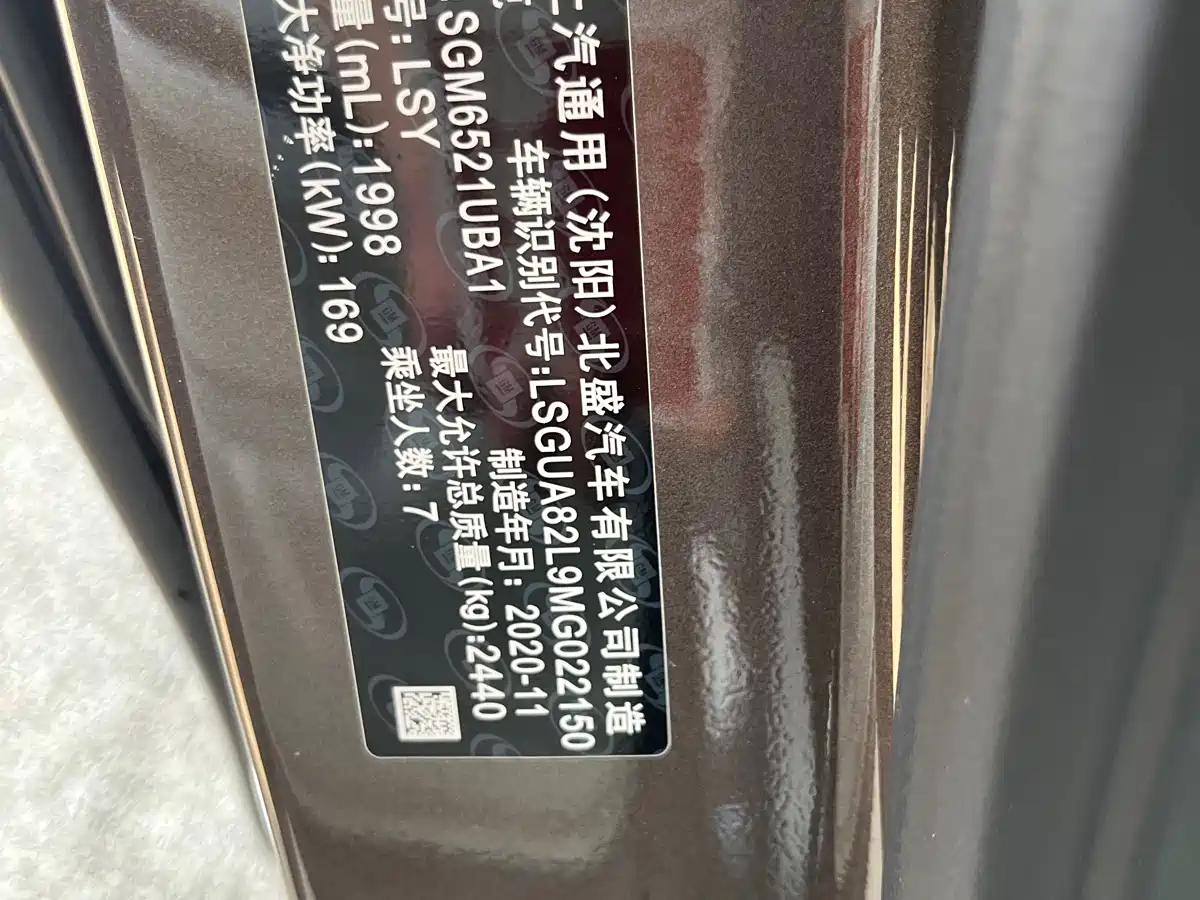 汽通用(沈阳)北盛汽车有限公司制造
车辆识别代号:LSGUA82L9MG022150
SGM6521UBA1
制造年月: 2020-11
号: LSY
最大允许总质量(kg):2440
量(mL):1998
乘坐人数: 7
大净功率(kW): 169